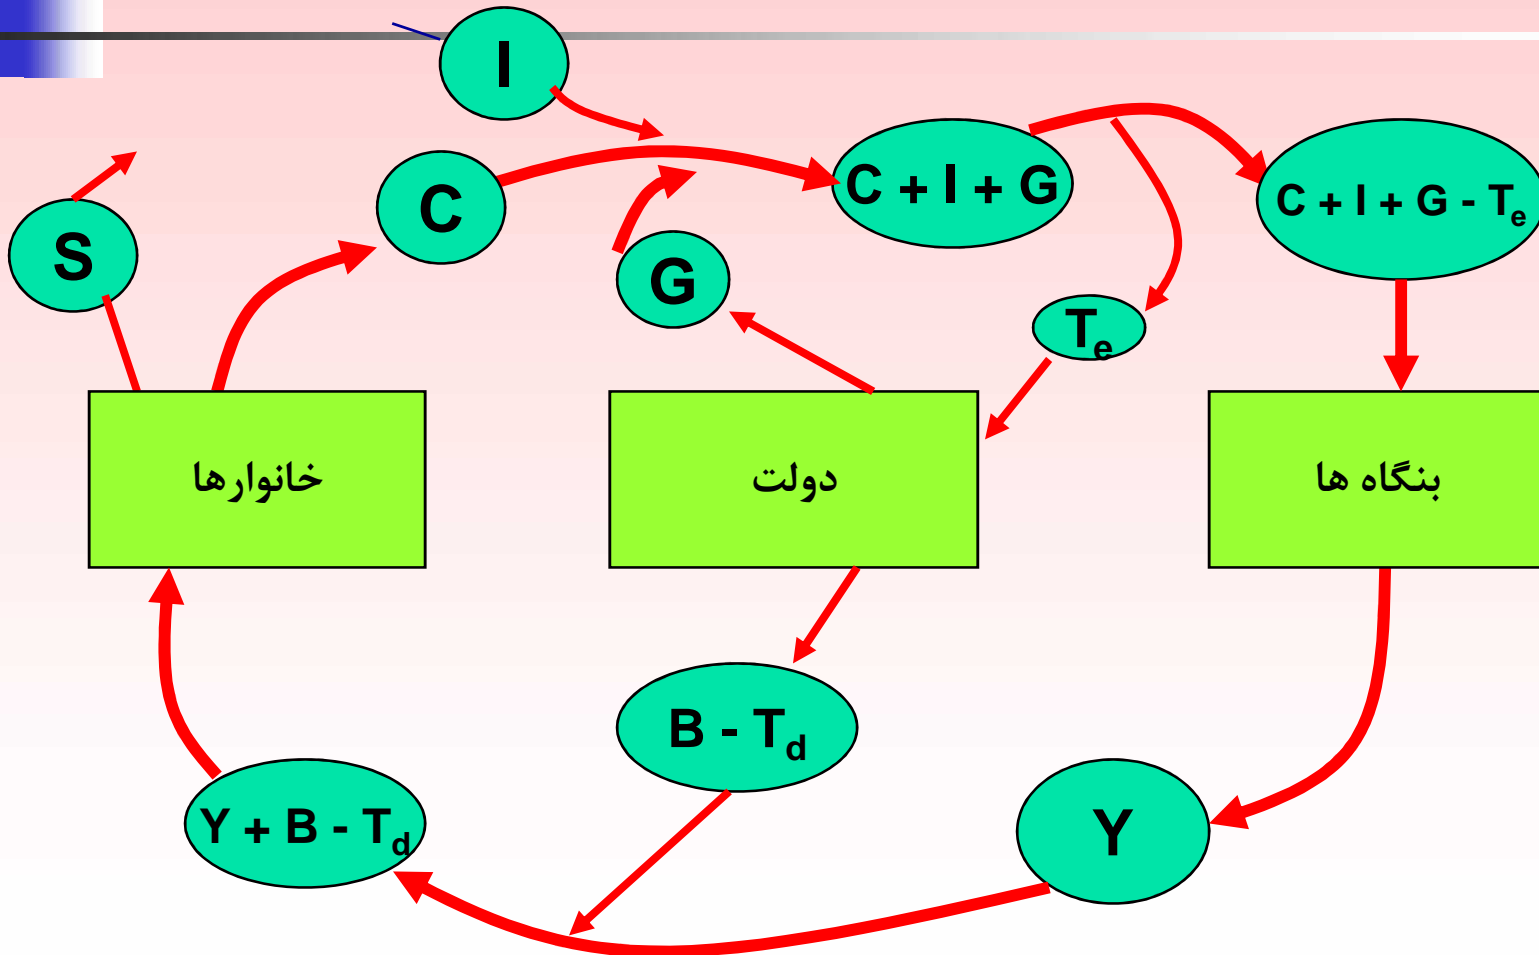 I
C
S
C + I + G
C + I + G - Te
G
Te
خانوارها
دولت
بنگاه ها
B - Td
Y + B - Td
Y